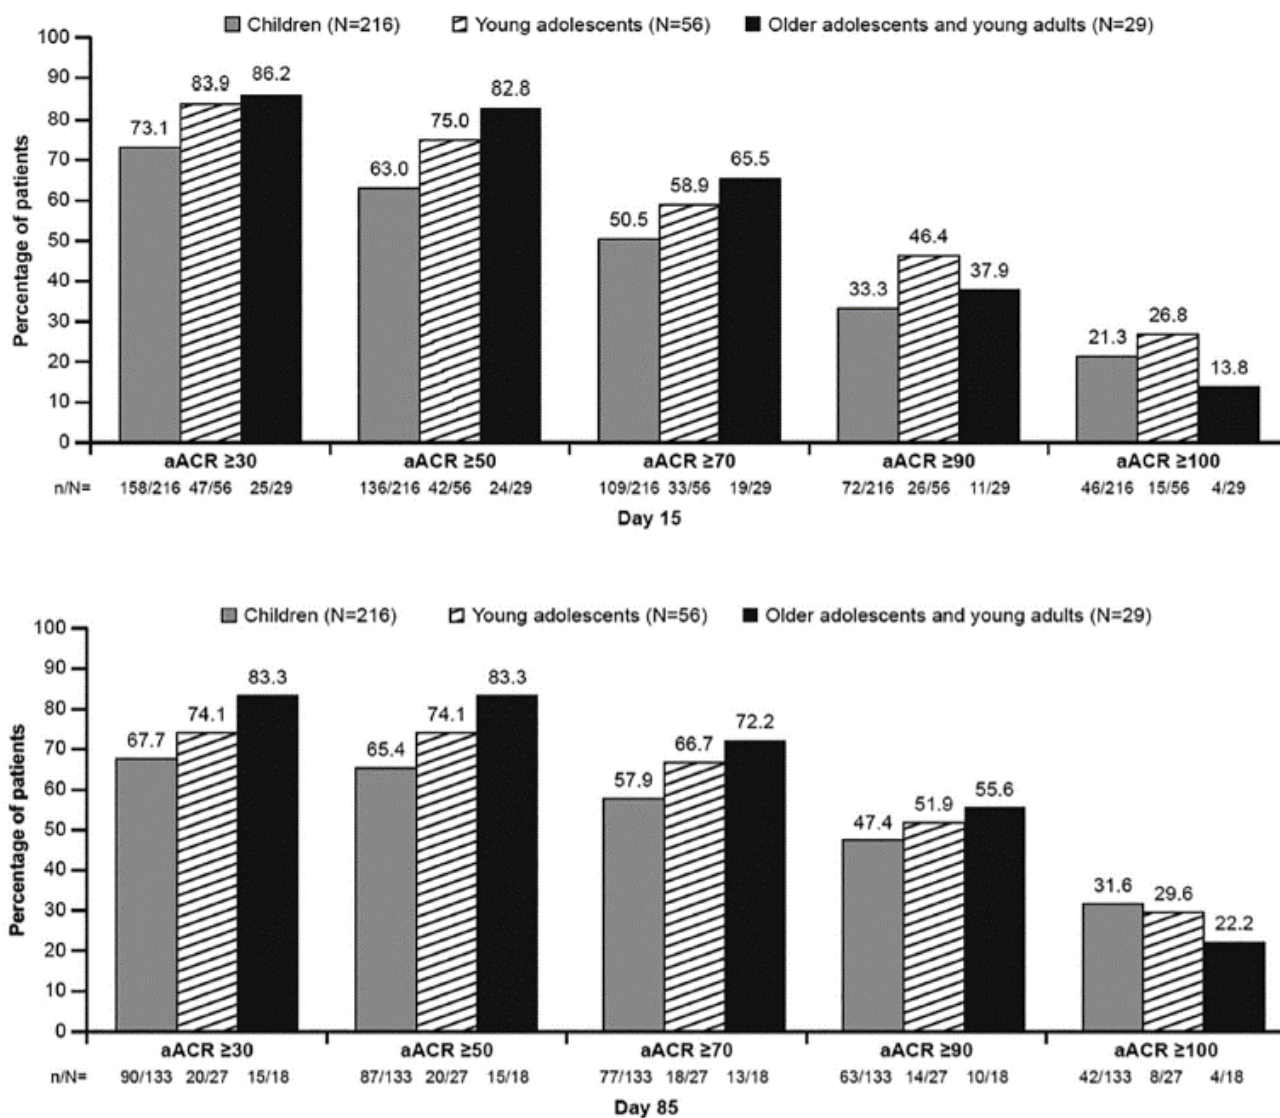 Children (N=216) Young adolescents (N=56) Older adolescents and young adults (N=29)
Percentage of patients
100
90
80
70
60
50
40
30
20
10
0
73.1 83.9 86.2
63.0 75.0 82.8
50.5 58.9 65.5
33.3 46.4 37.9
21.3 26.8 13.8
aACR ≥30 aACR ≥50 aACR ≥70 aACR ≥90 aACR ≥100
n/N= 158/216 47/56 25/29 136/216 42/56 24/29 109/216 33/56 19/29 72/216 26/56 11/29 46/216 15/56 4/29
Day 15
Children (N=216) Young adolescents (N=56) Older adolescents and young adults (N=29)
Percentage of patients
100
90
80
70
60
50
40
30
20
10
0
67.7 74.1 83.3
65.4 74.1 83.3
57.9 66.7 72.2
47.4 51.9 55.6
31.6 29.6 22.2
aACR ≥30 aACR ≥50 aACR ≥70 aACR ≥90 aACR ≥100
n/N= 90/133 20/27 15/18 87/133 20/27 15/18 77/133 18/27 13/18 63/133 14/27 10/18 42/133 8/27 4/18
Day 85